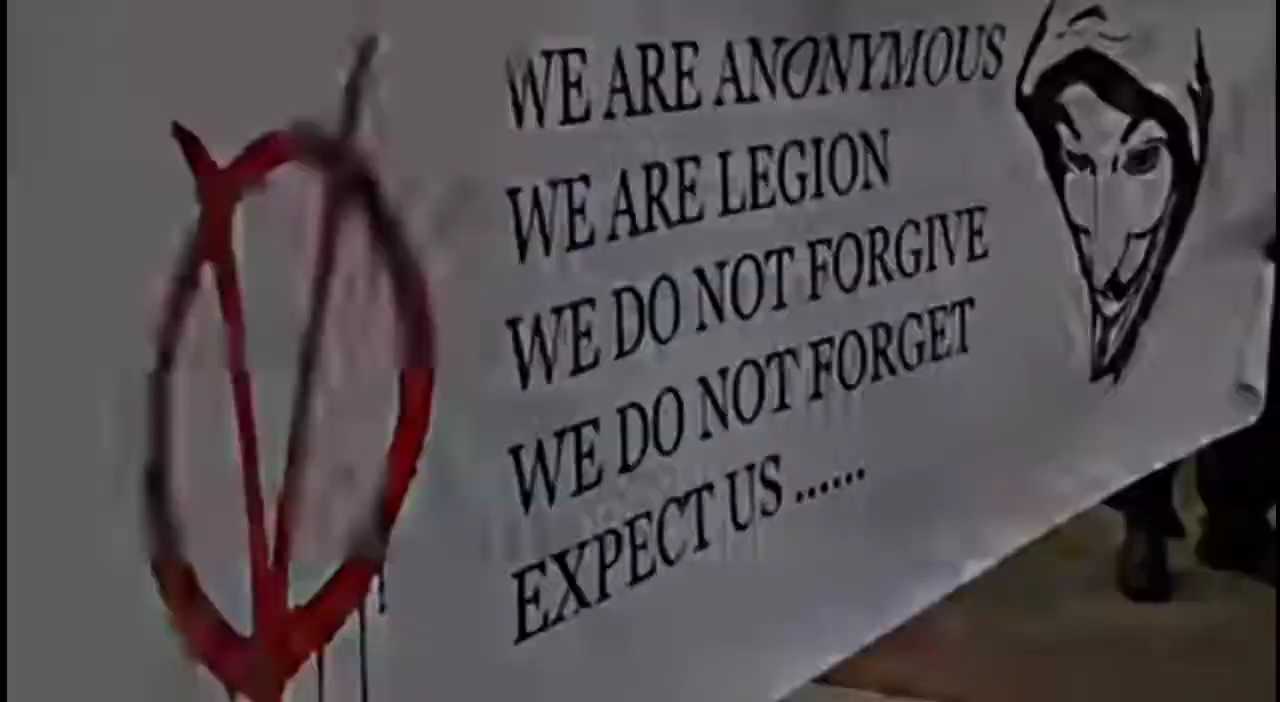 WE ARE ANONYMOUS
WE ARE LEGION
WE DO NOT FORGIVE
WE DO NOT FORGET
EXPECT US ......